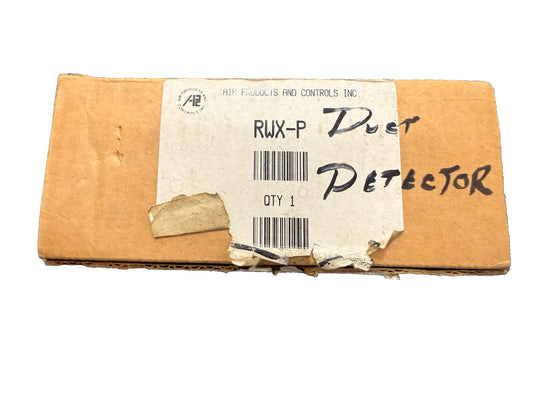 AIR PRODUCTS AND CONTROLS INC
RWX-P Duct
DETECTOR
QTY 1